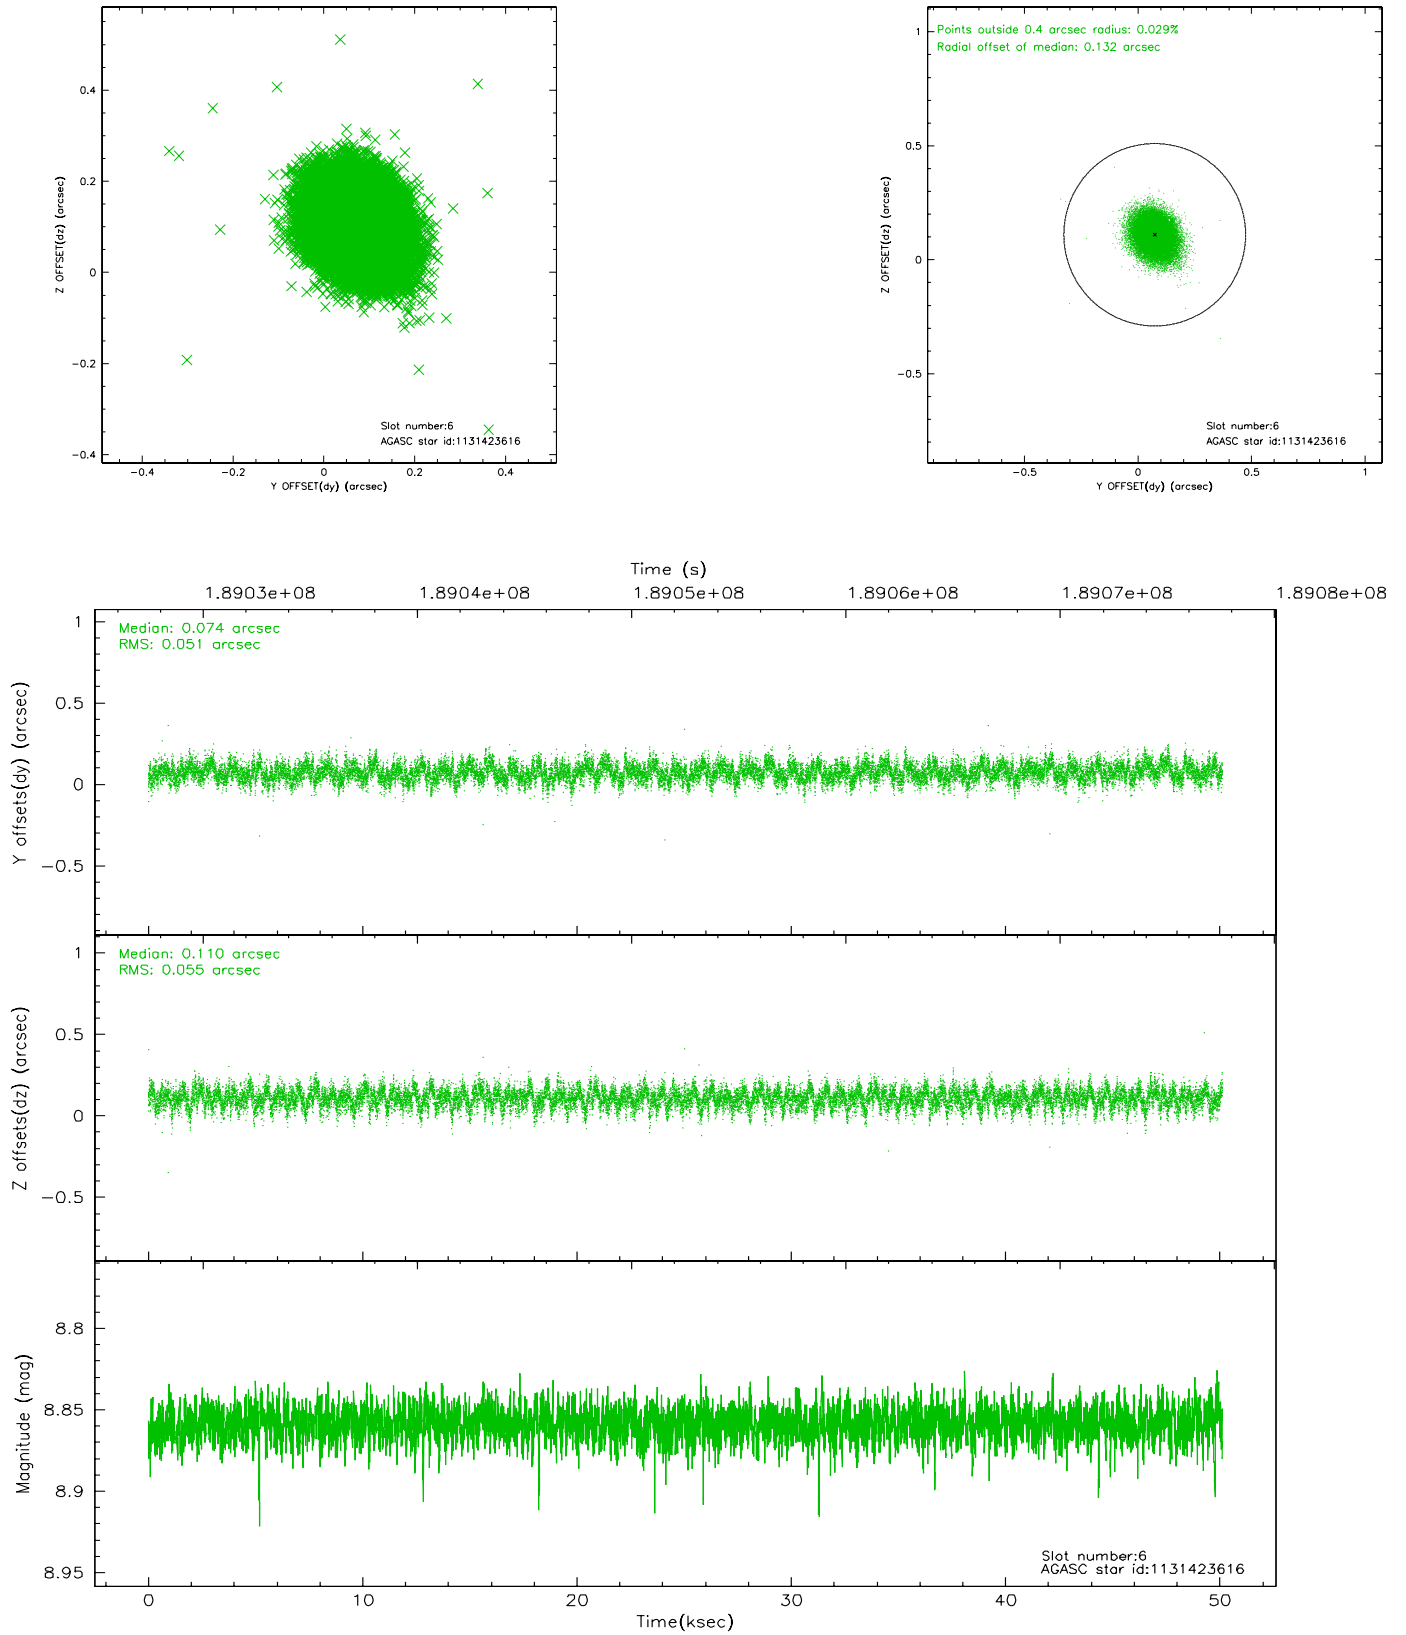 0.4
0.2
0
−0.2
−0.4
Z OFFSET(dz) (arcsec)
Slot number:6
AGASC star id:1131423616
−0.4
−0.2
0
0.2
0.4
Y OFFSET(dy) (arcsec)
Points outside 0.4 arcsec radius: 0.029%
Radial offset of median: 0.132 arcsec
1
0.5
0
−0.5
Z OFFSET(dz) (arcsec)
Slot number:6
AGASC star id:1131423616
−0.5
0
0.5
1
Y OFFSET(dy) (arcsec)
Time (s)
1.8903e+08
1.8904e+08
1.8905e+08
1.8906e+08
1.8907e+08
1.8908e+08
Median: 0.074 arcsec
RMS: 0.051 arcsec
1
0.5
0
−0.5
Y offsets(dy) (arcsec)
Median: 0.110 arcsec
RMS: 0.055 arcsec
1
0.5
0
−0.5
Z offsets(dz) (arcsec)
8.8
8.85
8.9
8.95
Magnitude (mag)
Slot number:6
AGASC star id:1131423616
0
10
20
30
40
50
Time(ksec)